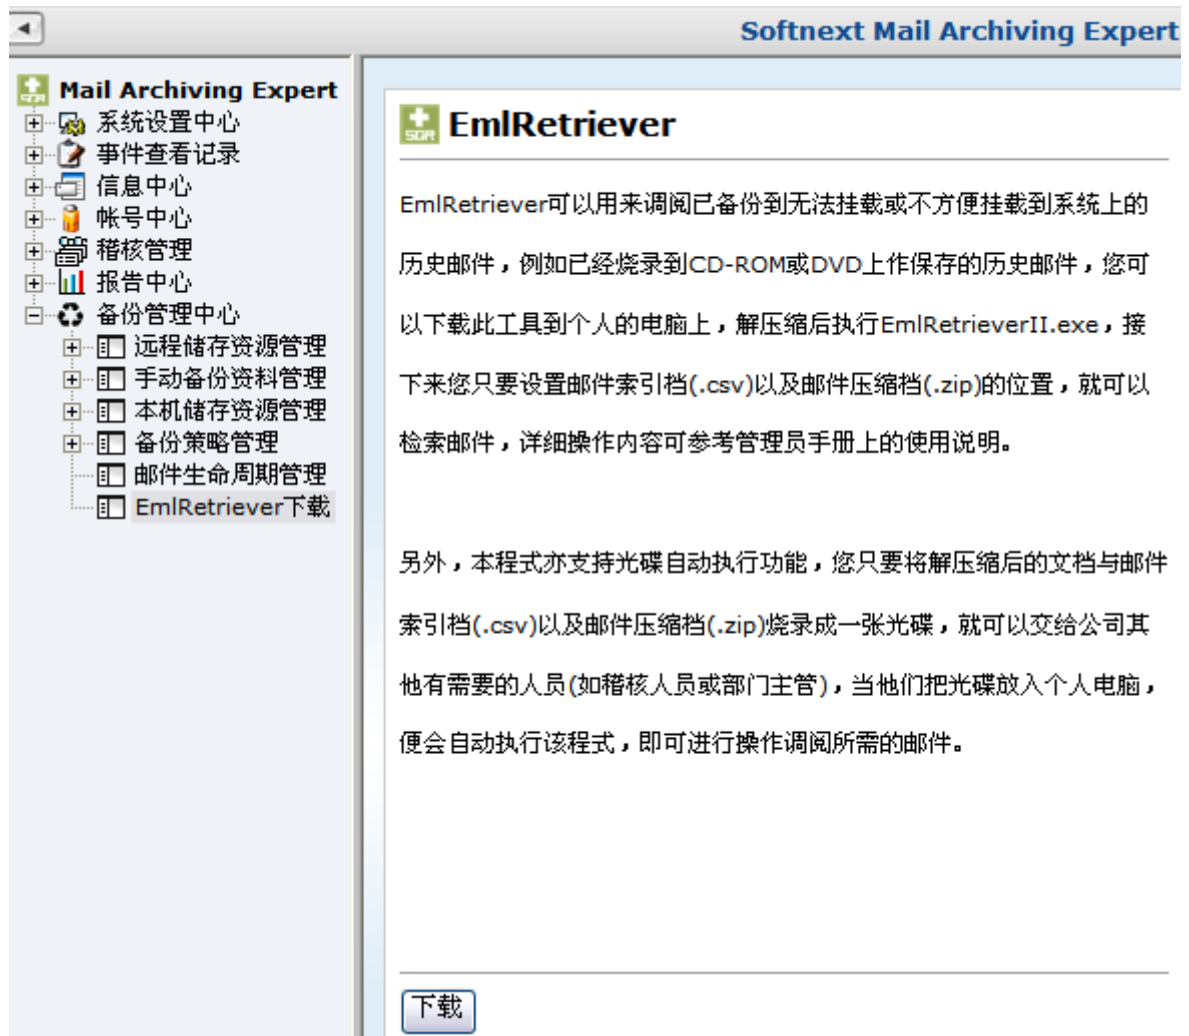 Softnext Mail Archiving Expert
Mail Archiving Expert
系统设置中心
事件查看记录
信息中心
帐号中心
稽核管理
报告中心
备份管理中心
远程储存资源管理
手动备份资料管理
本机储存资源管理
备份策略管理
邮件生命周期管理
EmlRetriever下载
SQR EmlRetriever
EmlRetriever可以用来调阅已备份到无法挂载或不方便挂载到系统上的
历史邮件，例如已经烧录到CD-ROM或DVD上作保存的历史邮件，您可
以下载此工具到个人的电脑上，解压缩后执行EmlRetrieverII.exe，接
下来您只要设置邮件索引档(.csv)以及邮件压缩档(.zip)的位置，就可以
检索邮件，详细操作内容可参考管理员手册上的使用说明。
另外，本程式亦支持光碟自动执行功能，您只要将解压缩后的文档与邮件
索引档(.csv)以及邮件压缩档(.zip)烧录成一张光碟，就可以交给公司其
他有需要的人员(如稽核人员或部门主管)，当他们把光碟放入个人电脑，
便会自动执行该程式，即可进行操作调阅所需的邮件。
下载